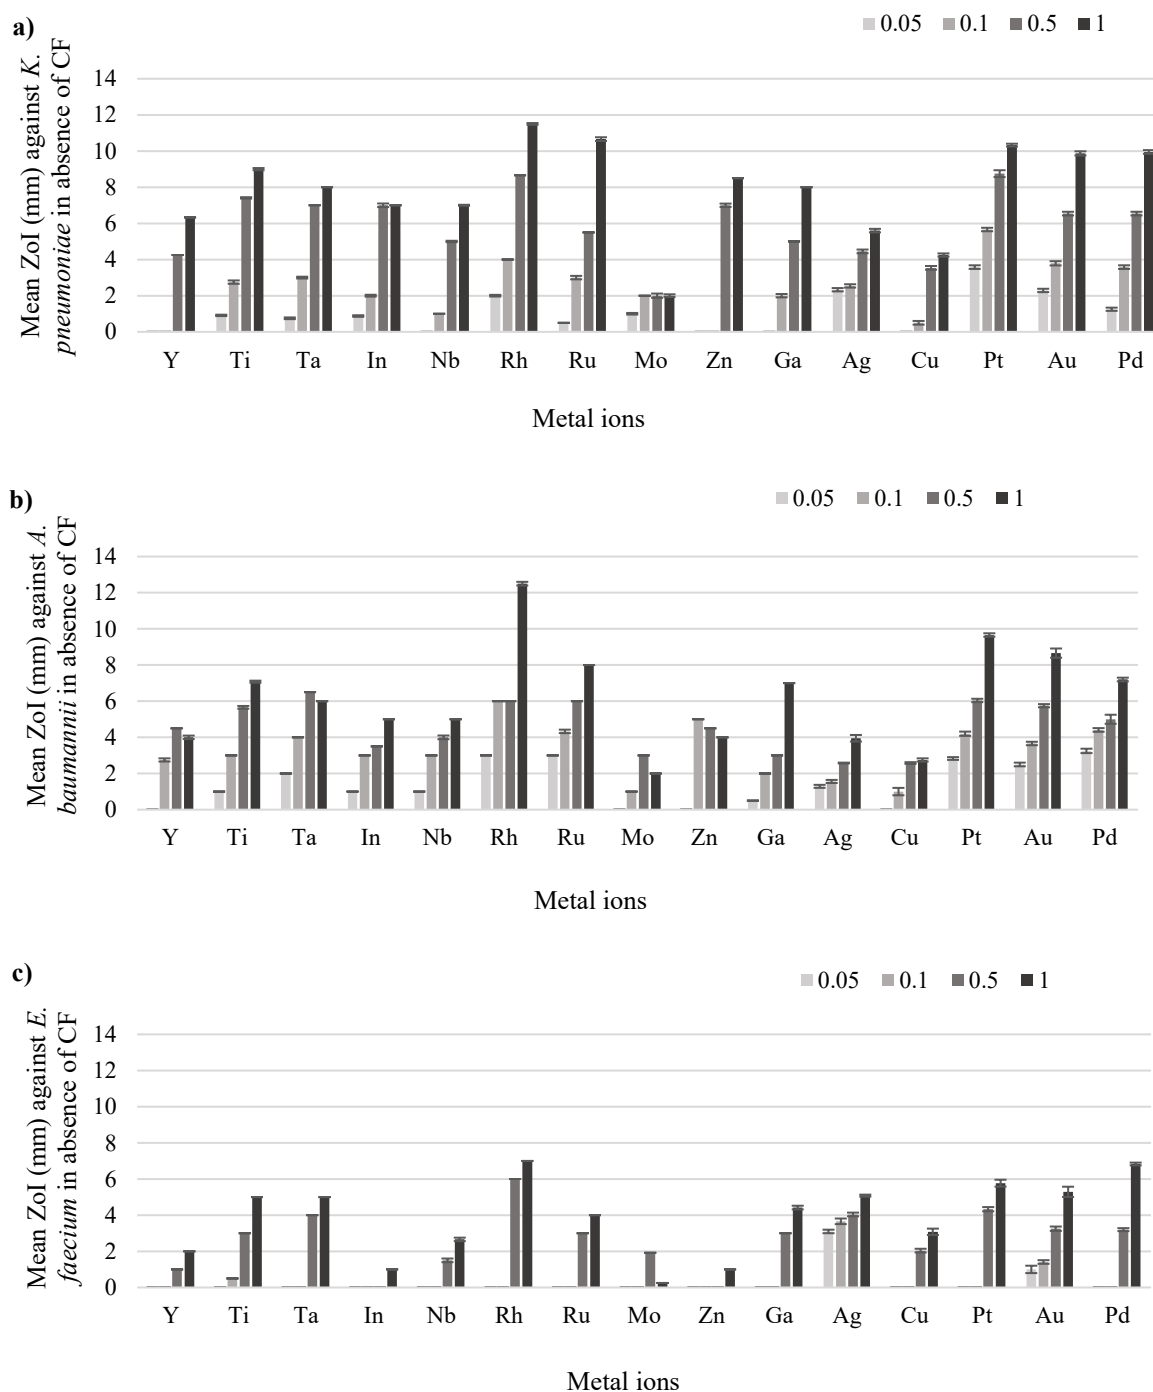 a)
0.05 0.1 0.5 1
Mean ZoI (mm) against K.
pneumoniae in absence of CF
14
12
10
8
6
4
2
0
Y Ti Ta In Nb Rh Ru Mo Zn Ga Ag Cu Pt Au Pd
Metal ions
b)
0.05 0.1 0.5 1
Mean ZoI (mm) against A.
baumannii in absence of CF
14
12
10
8
6
4
2
0
Y Ti Ta In Nb Rh Ru Mo Zn Ga Ag Cu Pt Au Pd
Metal ions
c)
0.05 0.1 0.5 1
Mean ZoI (mm) against E.
faecium in absence of CF
14
12
10
8
6
4
2
0
Y Ti Ta In Nb Rh Ru Mo Zn Ga Ag Cu Pt Au Pd
Metal ions